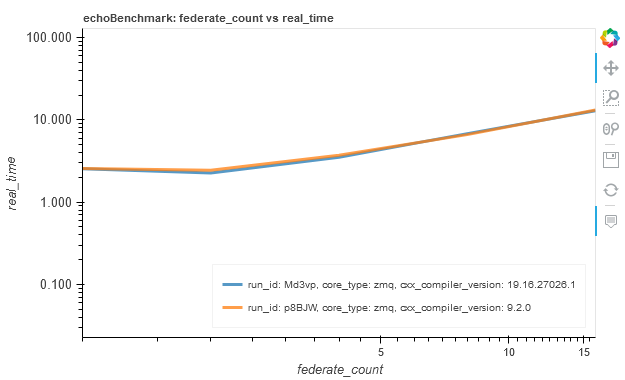 echoBenchmark: federate_count vs real_time
100.000
10.000
1.000
0.100
real_time
run_id: Md3vp, core_type: zmq, cxx_compiler_version: 19.16.27026.1
run_id: p8BJW, core_type: zmq, cxx_compiler_version: 9.2.0
5
10
15
federate_count